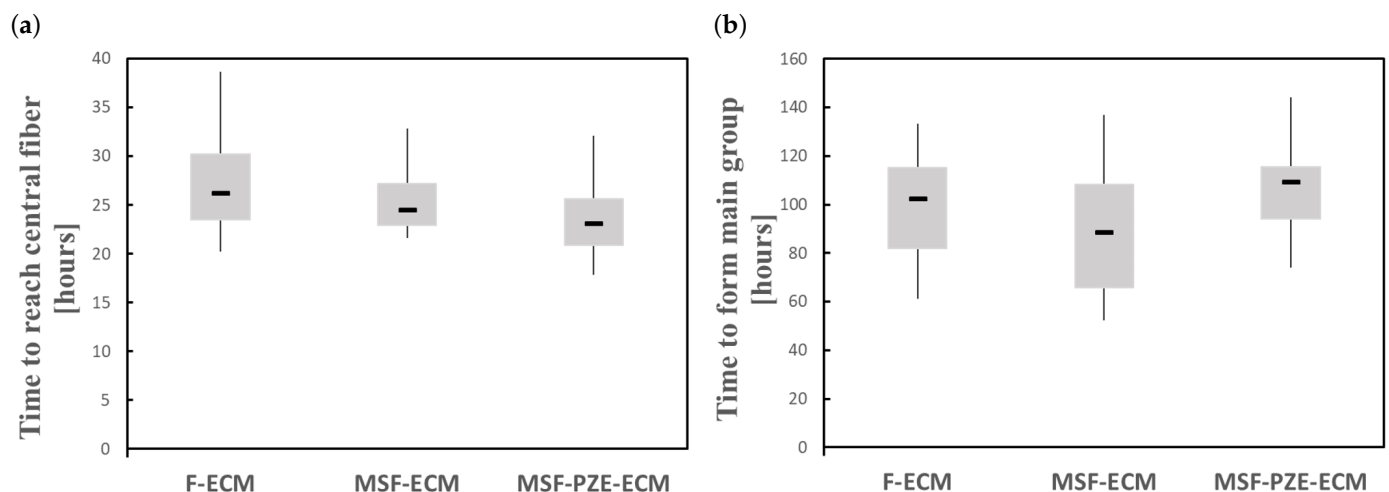 (a)
Time to reach central fiber
[hours]
40
35
30
25
20
15
10
5
0
F-ECM
MSF-ECM
MSF-PZE-ECM
(b)
Time to form main group
[hours]
160
140
120
100
80
60
40
20
0
F-ECM
MSF-ECM
MSF-PZE-ECM